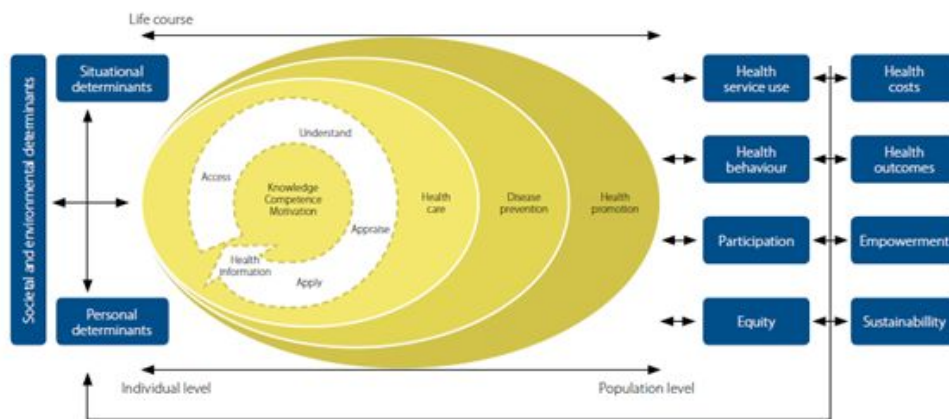 Life course
Societal and environmental determinants
Situational
determinants
Personal
determinants
Understand
Access
Knowledge
Competence
Motivation
Appraise
Health
information
Apply
Health
care
Disease
prevention
Health
promotion
Health
service use
Health
costs
Health
behaviour
Health
outcomes
Participation
Empowerment
Equity
Sustainabillity
Individual level
Population level